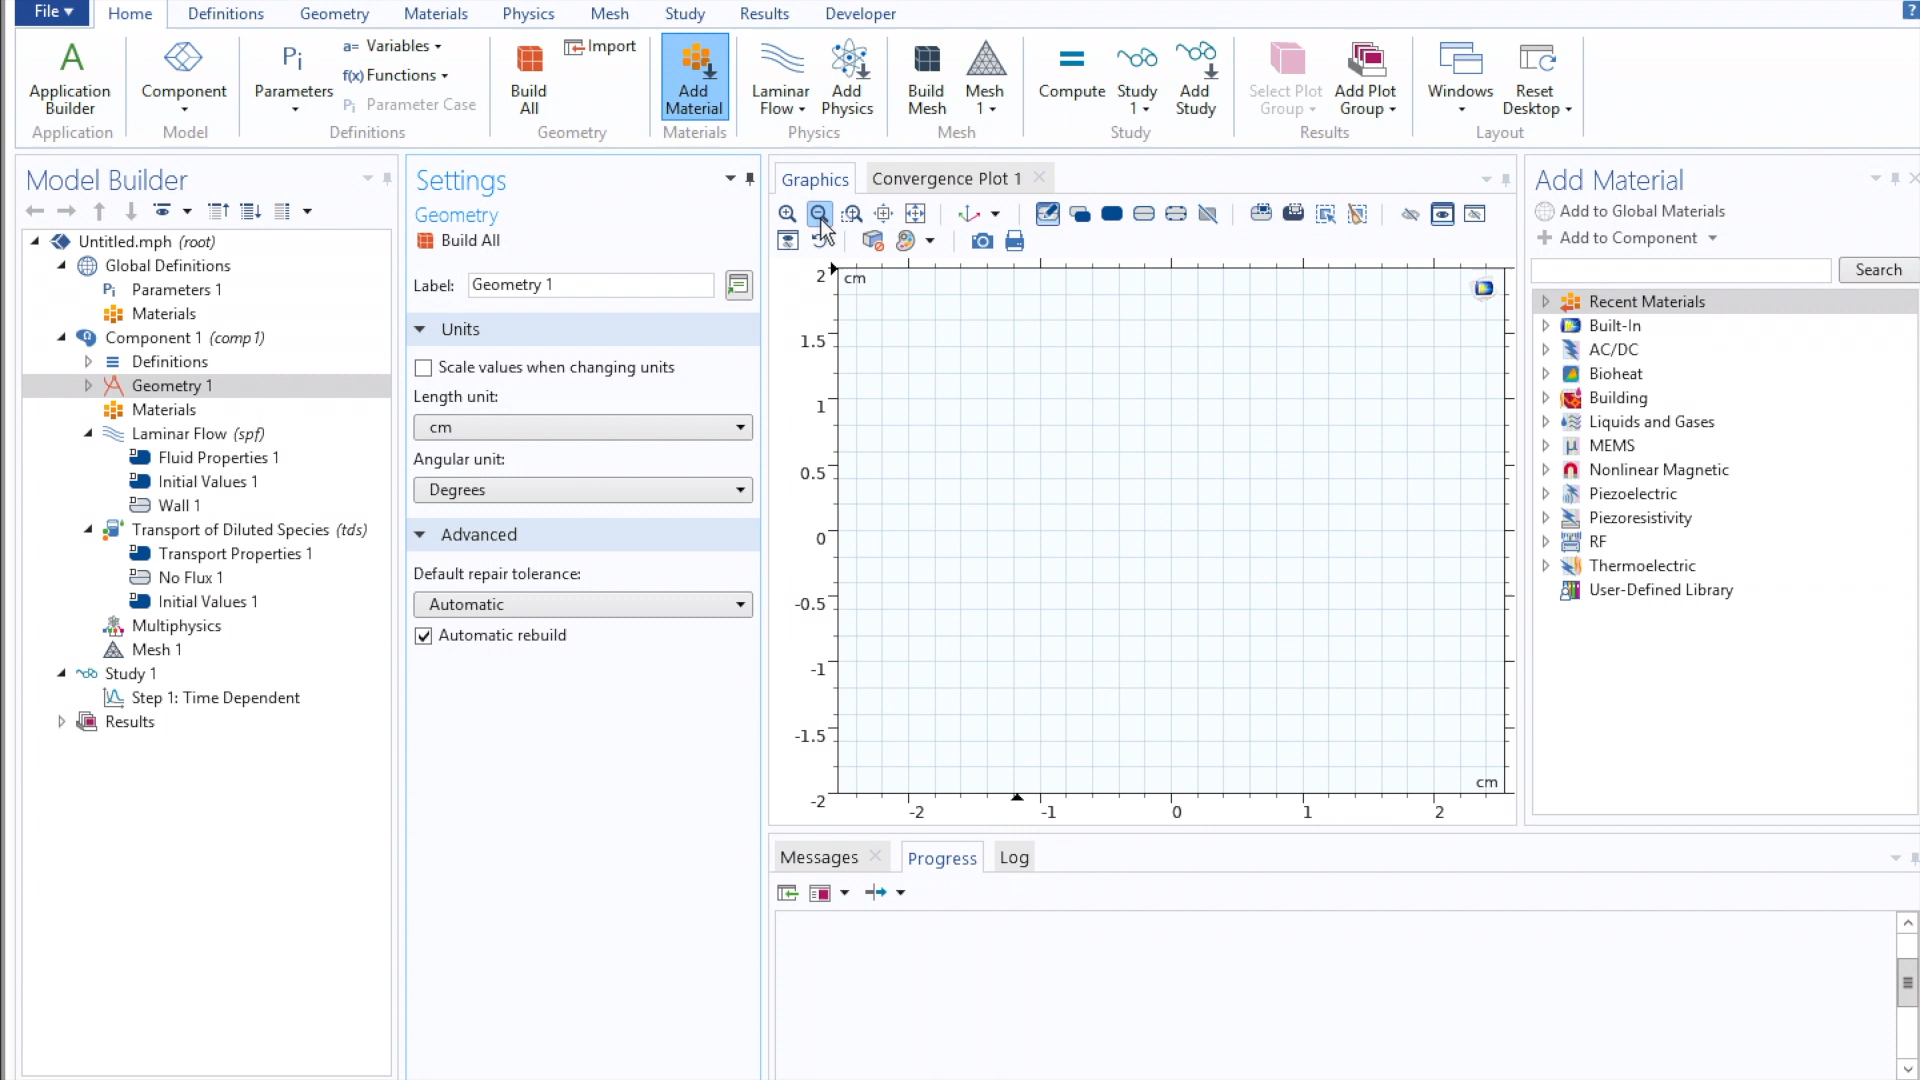 File
Home
Definitions
Geometry
Materials
Physics
Mesh
Study
Results
Developer
?
Application Builder
Component
Parameters
a= Variables
f(x) Functions
Pi Parameter Case
Build All
Import
Add Material
Laminar Flow
Add Physics
Build Mesh
Mesh 1
Compute
Study 1
Add Study
Select Plot Group
Add Plot Group
Windows
Reset Desktop
Application
Model
Definitions
Geometry
Materials
Physics
Mesh
Study
Results
Layout
Model Builder
Untitled.mph (root)
Global Definitions
Pi Parameters 1
Materials
Component 1 (comp1)
Definitions
Geometry 1
Materials
Laminar Flow (spf)
Fluid Properties 1
Initial Values 1
Wall 1
Transport of Diluted Species (tds)
Transport Properties 1
No Flux 1
Initial Values 1
Multiphysics
Mesh 1
Study 1
Step 1: Time Dependent
Results
Settings
Geometry
Build All
Label: Geometry 1
Units
Scale values when changing units
Length unit:
cm
Angular unit:
Degrees
Advanced
Default repair tolerance:
Automatic
Automatic rebuild
Graphics
Convergence Plot 1
2
1.5
1
0.5
0
-0.5
-1
-1.5
-2
cm
cm
-2
-1
0
1
2
Messages
Progress
Log
Add Material
Add to Global Materials
Add to Component
Search
Recent Materials
Built-In
AC/DC
Bioheat
Building
Liquids and Gases
MEMS
Nonlinear Magnetic
Piezoelectric
Piezoresistivity
RF
Thermoelectric
User-Defined Library